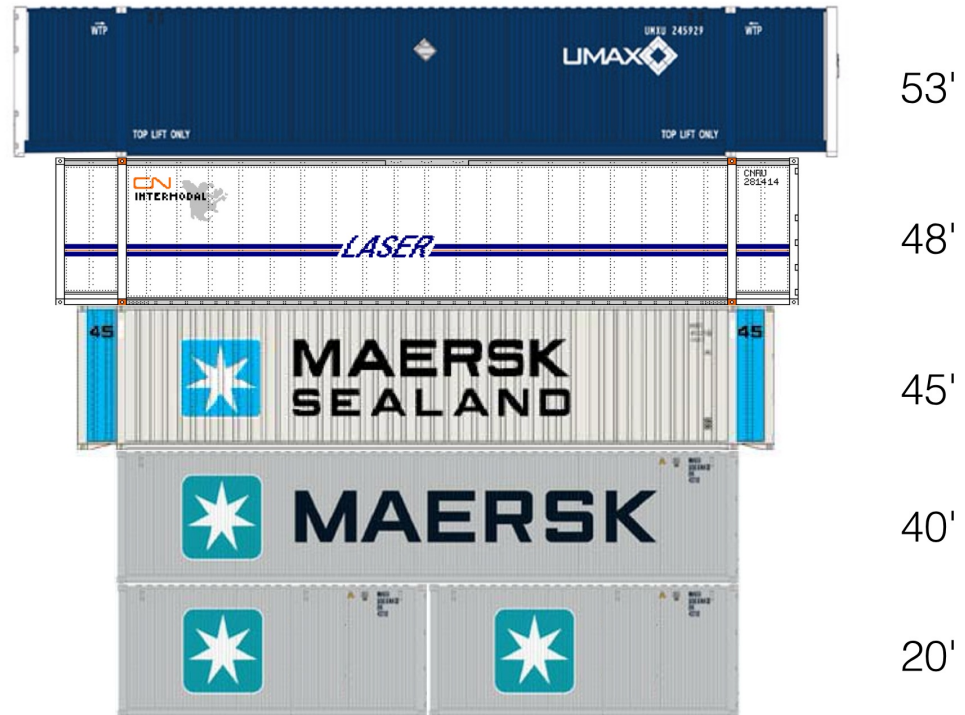 WTP
UMXU 245929
WTP
UMAX
TOP LIFT ONLY
TOP LIFT ONLY
53'
CN
INTERMODAL
CNRU
281414
LASER
48'
45
45
MAERSK
SEALAND
45'
MAERSK
40'
20'